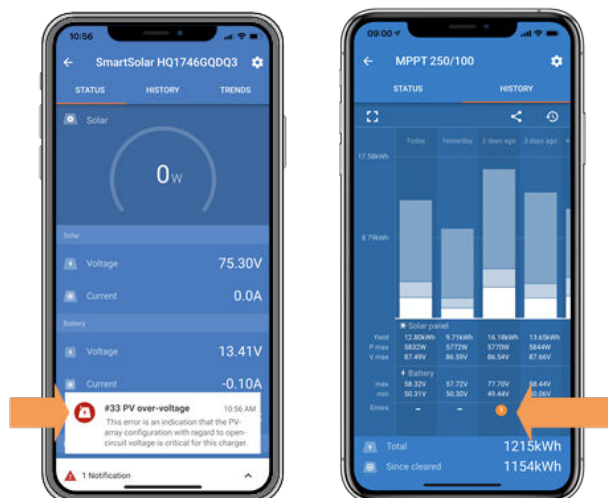 10:56
SmartSolar HQ1746GQDQ3
STATUS HISTORY TRENDS
Solar
0W
Solar
Voltage 75.30V
Current 0.0A
Battery
Voltage 13.41V
Current -0.10A
#33 PV over-voltage 10:56 AM
This error is an indication that the PV-
array configuration with regard to open-
circuit voltage is critical for this charger.
1 Notification
09:00
MPPT 250/100
STATUS HISTORY
Today Yesterday 2 days ago 3 days ago
17.58kWh
8.79kWh
Solar panel
Yield 12.80kWh 9.71kWh 16.18kWh 13.65kWh
P max 5832W 5772W 5770W 5844W
V max 87.49V 86.59V 86.54V 87.66V
Battery
max 58.32V 57.72V 77.70V 58.44V
min 50.31V 50.30V 49.44V 50.06V
Errors - - 1
Total 1215kWh
Since cleared 1154kWh